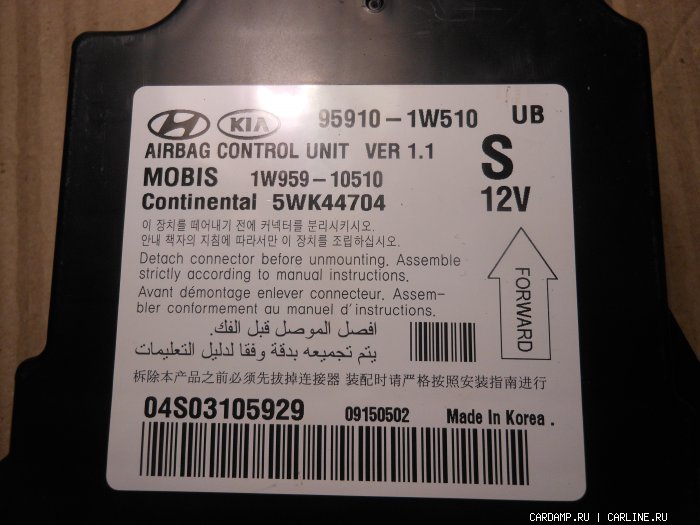 KIA 95910-1W510 UB
AIRBAG CONTROL UNIT VER 1.1
S
MOBIS 1W959-10510
12V
Continental 5WK44704
이 장치를 떼어내기 전에 커넥터를 분리시키시오.
안내 책자의 지침에 따라서만 이 장치를 조립하십시오.
Detach connector before unmounting. Assemble
strictly according to manual instructions.
Avant démontage enlever connecteur. Assem-
bler conformement au manuel d'instructions.
FORWARD
افصل الموصل قبل الفك.
يتم تجميعه بدقة وفقا لدليل التعليمات
拆除本产品之前必须先拔掉连接器 装配时请严格按照安装指南进行
04S03105929 09150502 Made In Korea .
CARDAMP.RU | CARLINE.RU